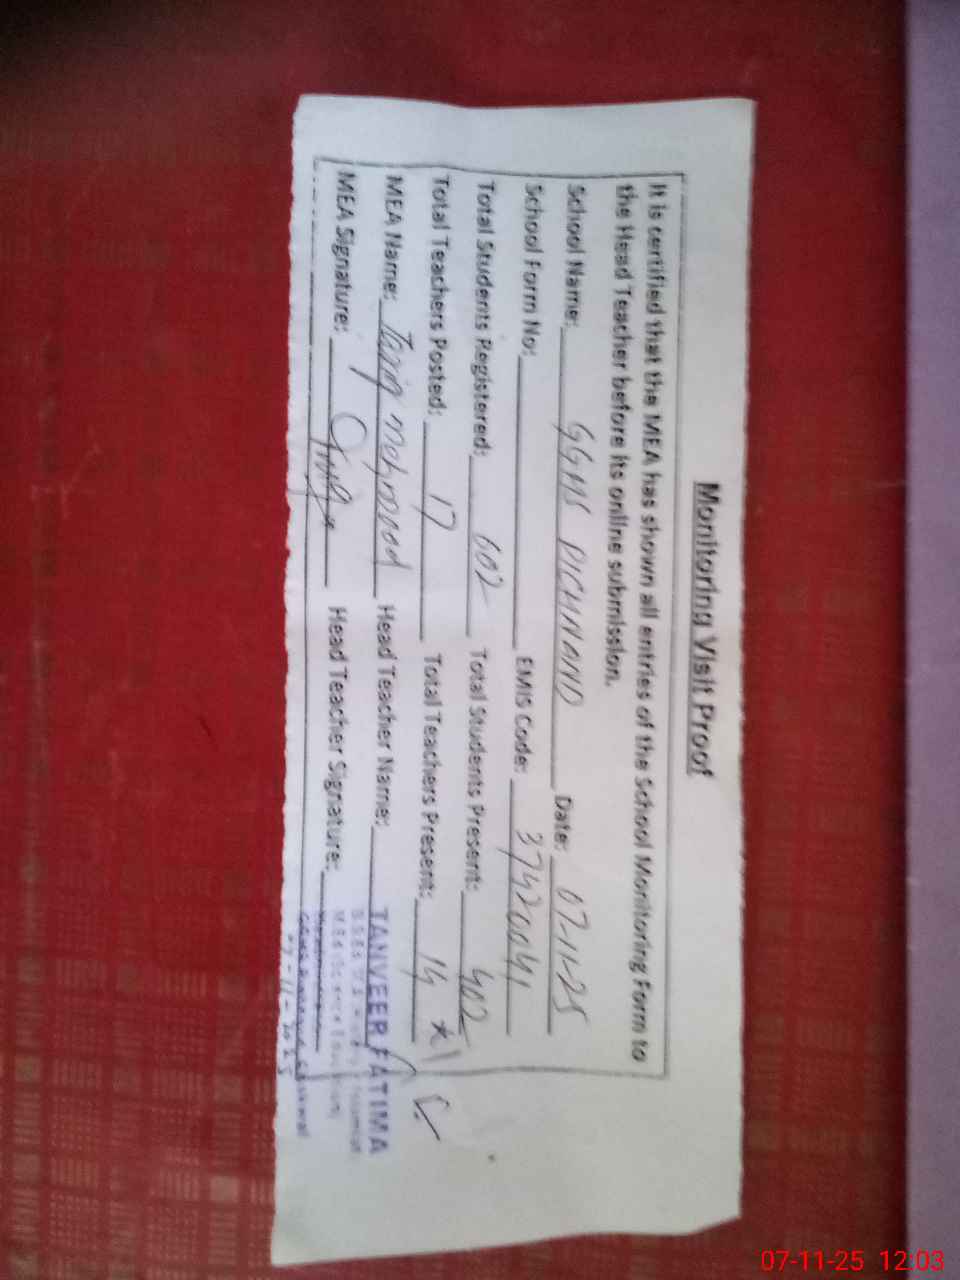 Monitoring Visit Proof
It is certified that the MEA has shown all entries of the School Monitoring Form to
the Head Teacher before its online submission.
School Name: GGHS DICHNAND Date: 07-11-25
School Form No: EMIS Code: 37420041
Total Students Registered: 602 Total Students Present: 402
Total Teachers Posted: 17 Total Teachers Present: 14 *
MEA Name: Tariq mehmood Head Teacher Name: TANVEER FATIMA
MEA Signature: Head Teacher Signature:
07-11-2025
07-11-25 12:03